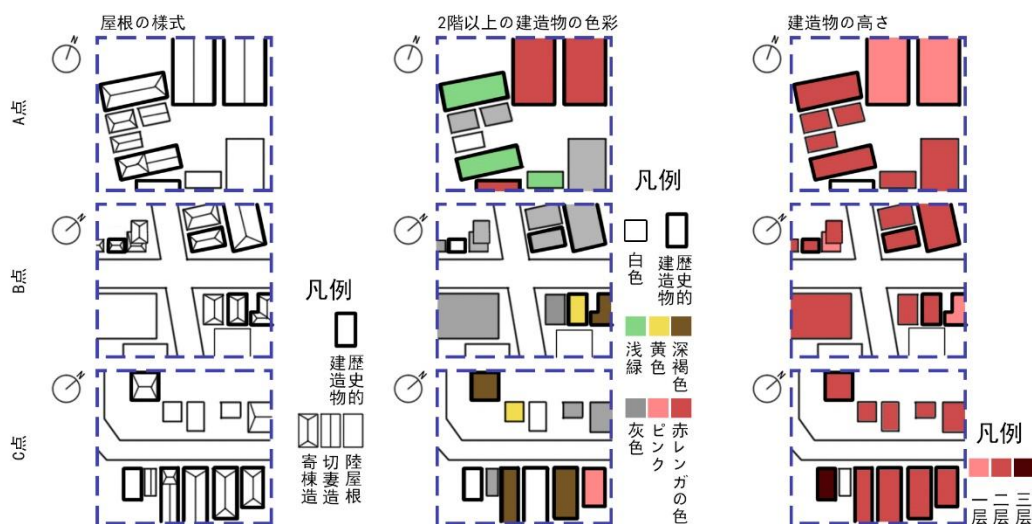 屋根の様式
2階以上の建造物の色彩
建造物の高さ
N
N
N
A点
N
N
N
B点
N
N
N
C点
凡例
歴史的建造物
寄棟造
切妻造
陸屋根
凡例
白色
歴史的建造物
浅緑
黄色
深褐色
灰色
ピンク
赤レンガの色
凡例
一层
二层
三层